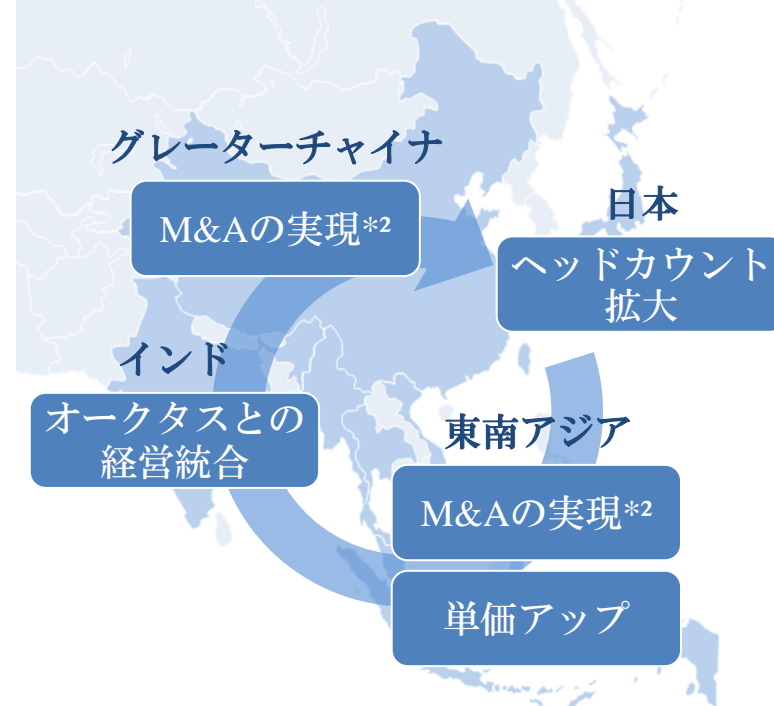 グレーターチャイナ
M&Aの実現*²
日本
ヘッドカウント
拡大
インド
オークタスとの
経営統合
東南アジア
M&Aの実現*²
単価アップ